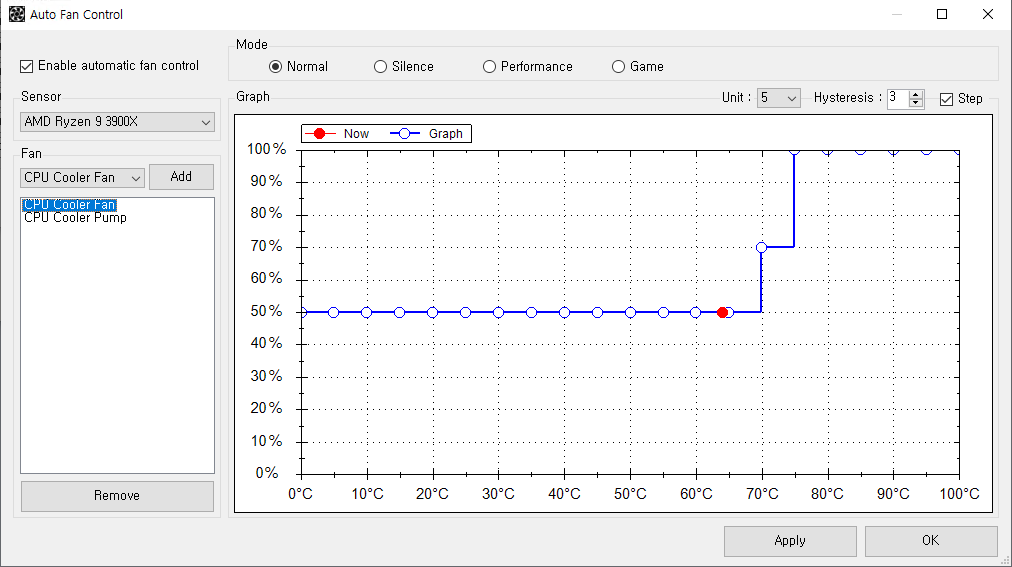 Auto Fan Control
Enable automatic fan control
Mode
Normal Silence Performance Game
Sensor
AMD Ryzen 9 3900X
Fan
CPU Cooler Fan Add
CPU Cooler Fan
CPU Cooler Pump
Remove
Graph Unit : 5 Hysteresis : 3 Step
Now Graph
100%
90%
80%
70%
60%
50%
40%
30%
20%
10%
0%
0°C 10°C 20°C 30°C 40°C 50°C 60°C 70°C 80°C 90°C 100°C
Apply OK